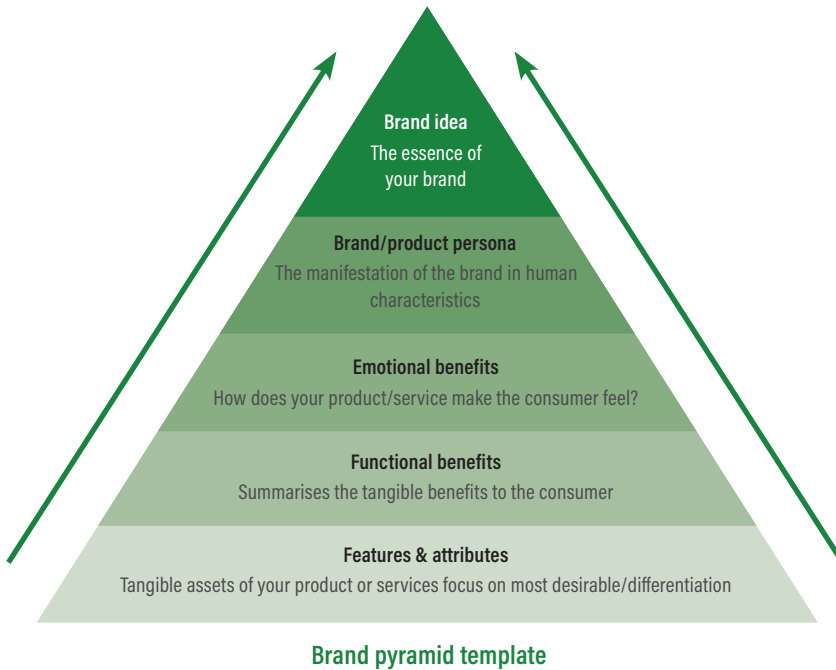 Brand idea
The essence of
your brand
Brand/product persona
The manifestation of the brand in human
characteristics
Emotional benefits
How does your product/service make the consumer feel?
Functional benefits
Summarises the tangible benefits to the consumer
Features & attributes
Tangible assets of your product or services focus on most desirable/differentiation
Brand pyramid template